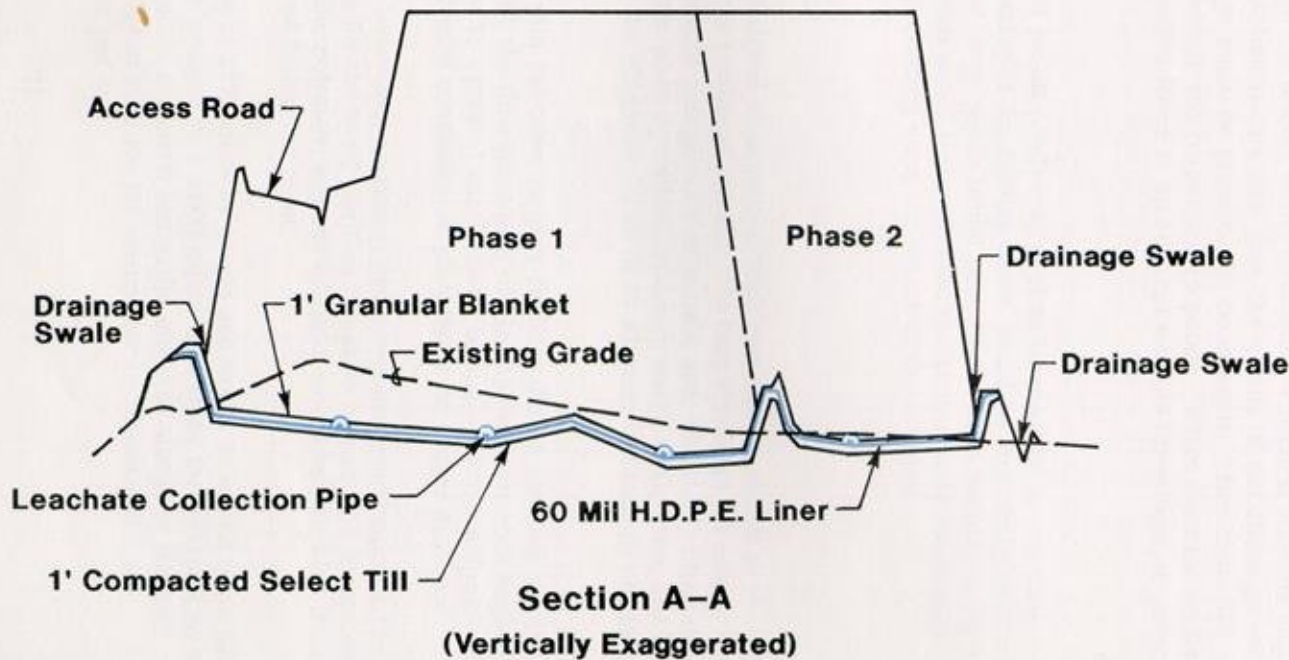 Access Road
Phase 1
Phase 2
Drainage Swale
Drainage
Swale
1' Granular Blanket
Existing Grade
Drainage Swale
Leachate Collection Pipe
60 Mil H.D.P.E. Liner
1' Compacted Select Till
Section A–A
(Vertically Exaggerated)